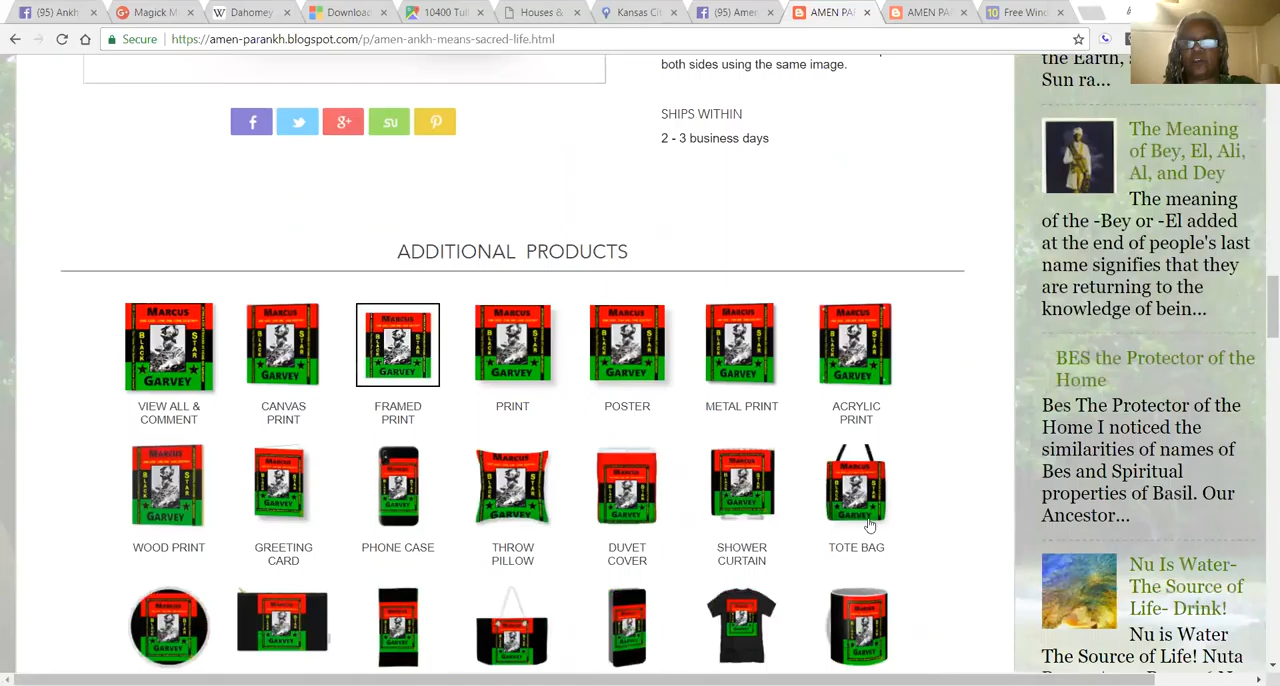 (95) Ankh
Magick M
Dahomey
Download
10400 Tul
Houses &
Kansas Cit
(95) Amer
AMEN PA
AMEN PA
Free Wind
Secure
https://amen-parankh.blogspot.com/p/amen-ankh-means-sacred-life.html
both sides using the same image.
SHIPS WITHIN
2 - 3 business days
ADDITIONAL PRODUCTS
VIEW ALL &
COMMENT
CANVAS
PRINT
FRAMED
PRINT
PRINT
POSTER
METAL PRINT
ACRYLIC
PRINT
WOOD PRINT
GREETING
CARD
PHONE CASE
THROW
PILLOW
DUVET
COVER
SHOWER
CURTAIN
TOTE BAG
MARCUS
BLACK
STAR
GARVEY
the Earth, s
Sun ra...
The Meaning
of Bey, El, Ali,
Al, and Dey
The meaning
of the -Bey or -El added
at the end of people's last
name signifies that they
are returning to the
knowledge of bein...
BES the Protector of the
Home
Bes The Protector of the
Home I noticed the
similarities of names of
Bes and Spiritual
properties of Basil. Our
Ancestor...
Nu Is Water-
The Source of
Life- Drink!
Nu is Water
The Source of Life! Nuta